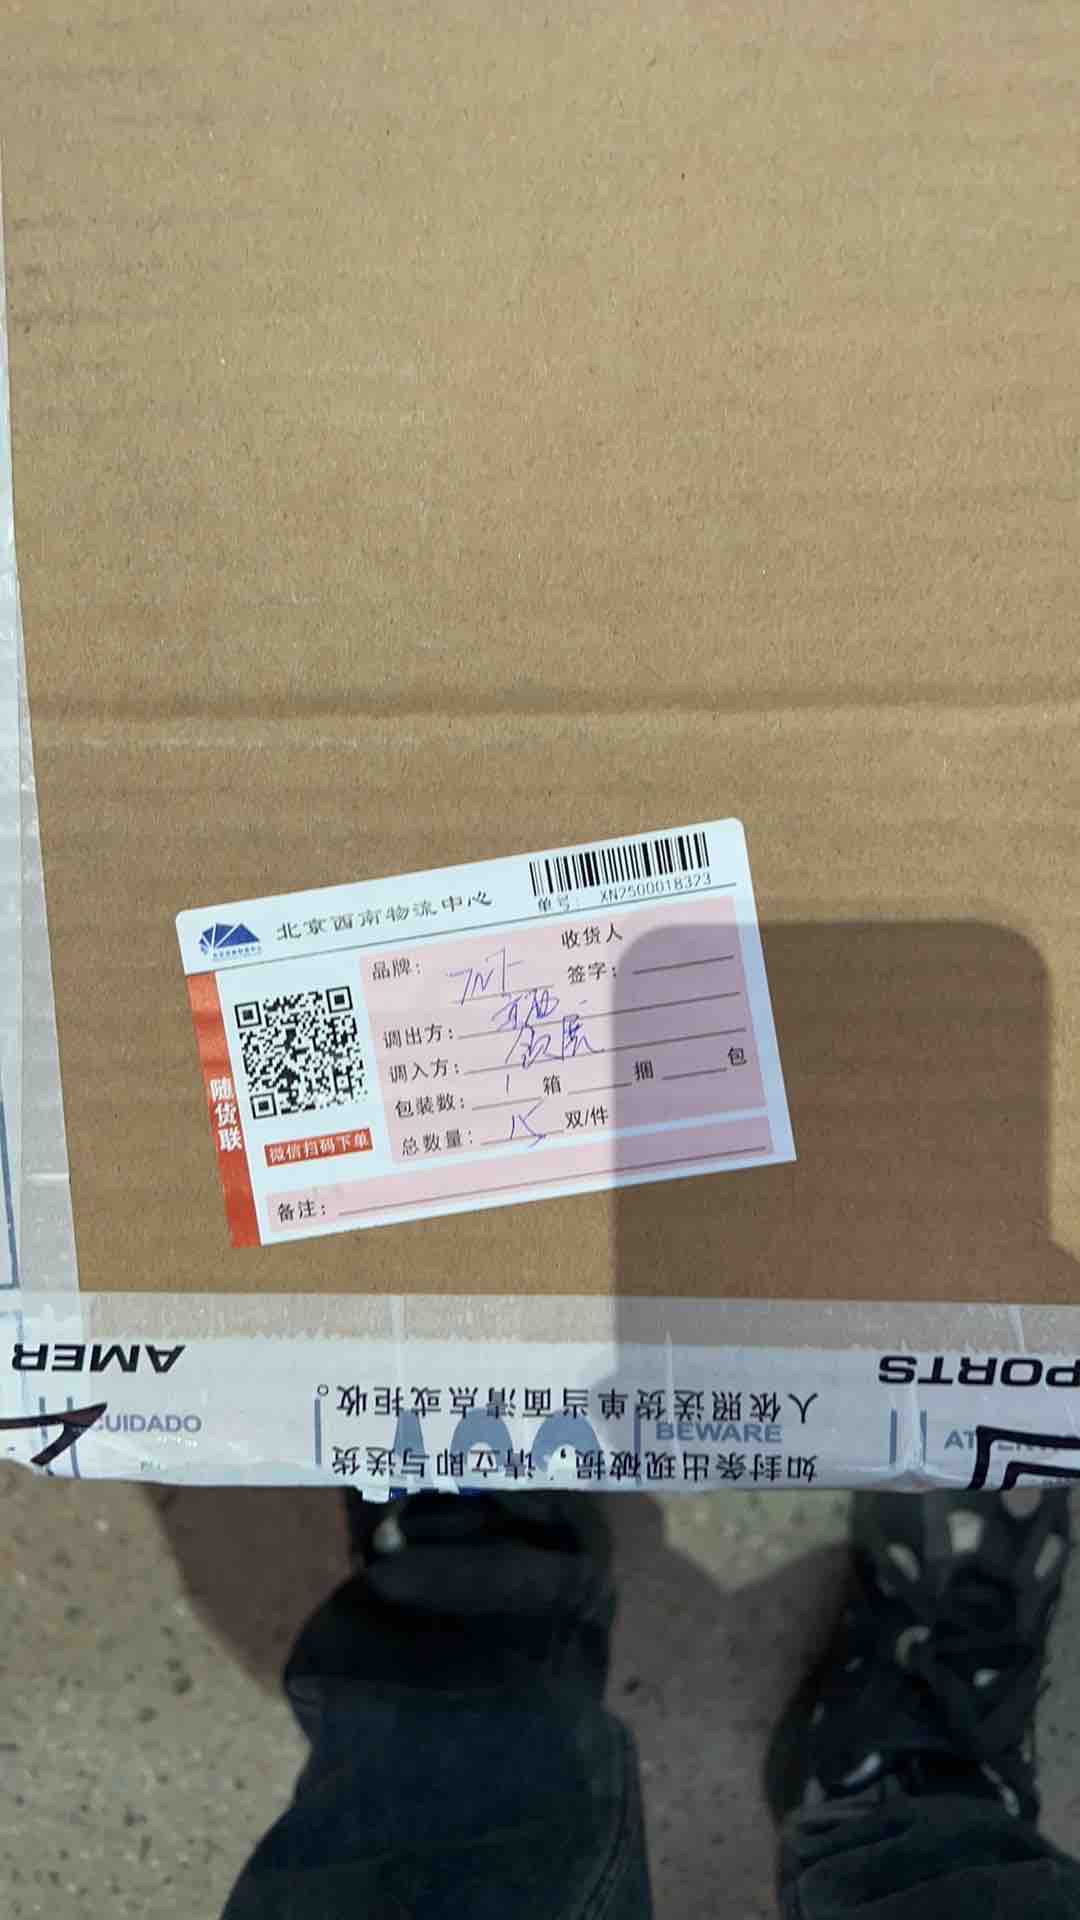 北京西南物流中心
单号: XN2500018323
品牌: TNF
收货人
签字:
调出方:
调入方:
包装数: 1 箱 捆 包
总数量: 15 双/件
随货联
微信扫码下单
备注:
AMER
PORTS
如封条出现破损，请立即与送货
人依照送货单当面清点或拒收。
CUIDADO
BEWARE